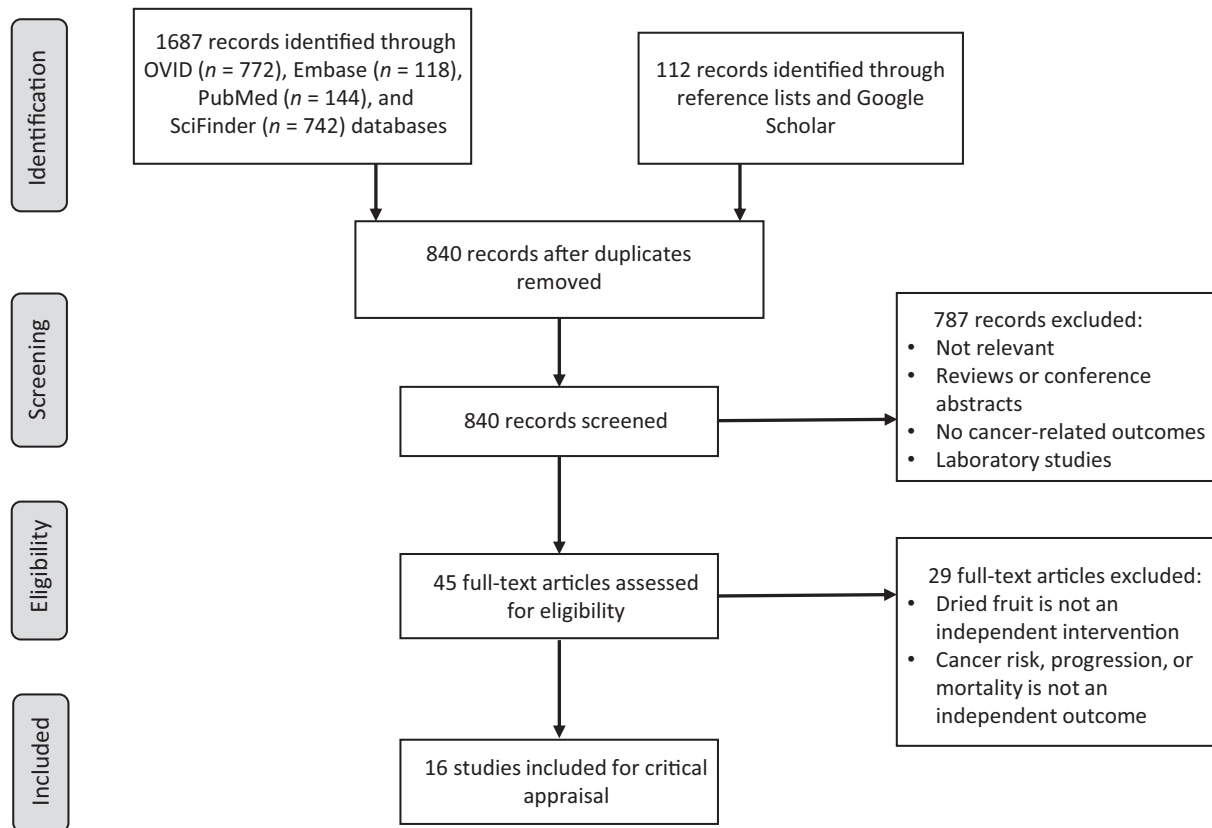 Identification
1687 records identified through
OVID (n = 772), Embase (n = 118),
PubMed (n = 144), and
SciFinder (n = 742) databases
112 records identified through
reference lists and Google
Scholar
840 records after duplicates
removed
Screening
840 records screened
787 records excluded:
• Not relevant
• Reviews or conference
abstracts
• No cancer-related outcomes
• Laboratory studies
Eligibility
45 full-text articles assessed
for eligibility
29 full-text articles excluded:
• Dried fruit is not an
independent intervention
• Cancer risk, progression, or
mortality is not an
independent outcome
Included
16 studies included for critical
appraisal